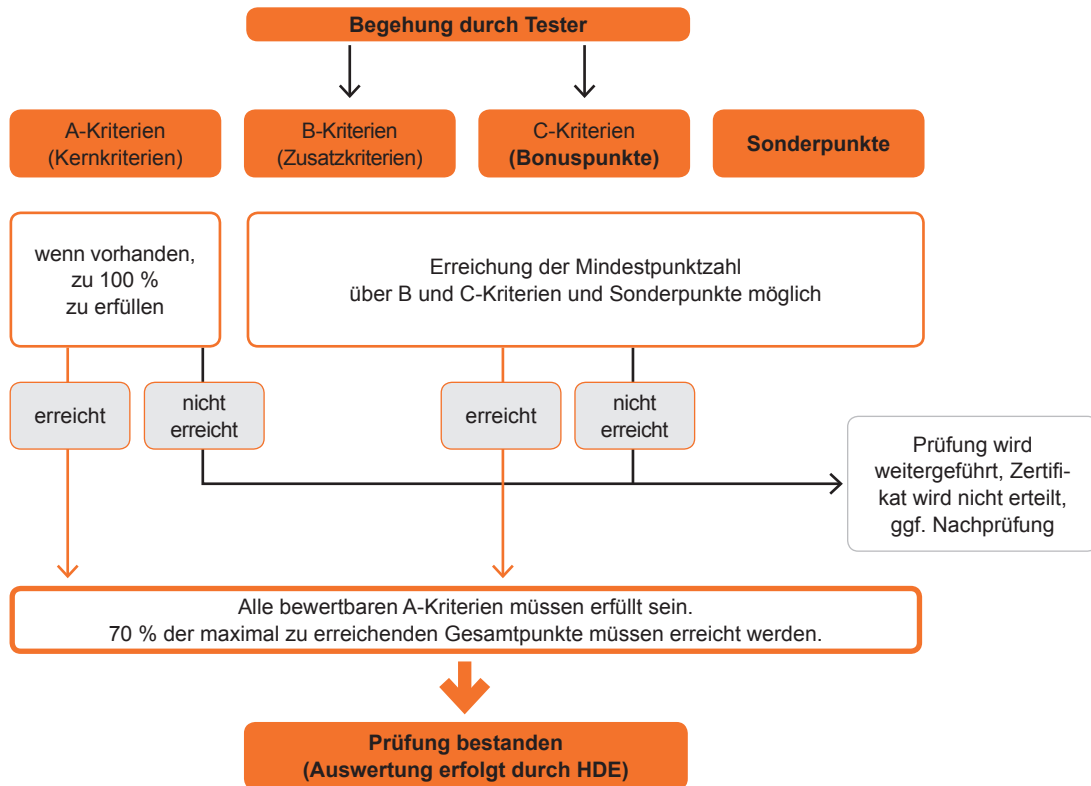 Begehung durch Tester
A-Kriterien
(Kernkriterien)
B-Kriterien
(Zusatzkriterien)
C-Kriterien
(Bonuspunkte)
Sonderpunkte
wenn vorhanden,
zu 100 %
zu erfüllen
Erreichung der Mindestpunktzahl
über B und C-Kriterien und Sonderpunkte möglich
erreicht
nicht
erreicht
erreicht
nicht
erreicht
Prüfung wird
weitergeführt, Zertifi-
kat wird nicht erteilt,
ggf. Nachprüfung
Alle bewertbaren A-Kriterien müssen erfüllt sein.
70 % der maximal zu erreichenden Gesamtpunkte müssen erreicht werden.
Prüfung bestanden
(Auswertung erfolgt durch HDE)